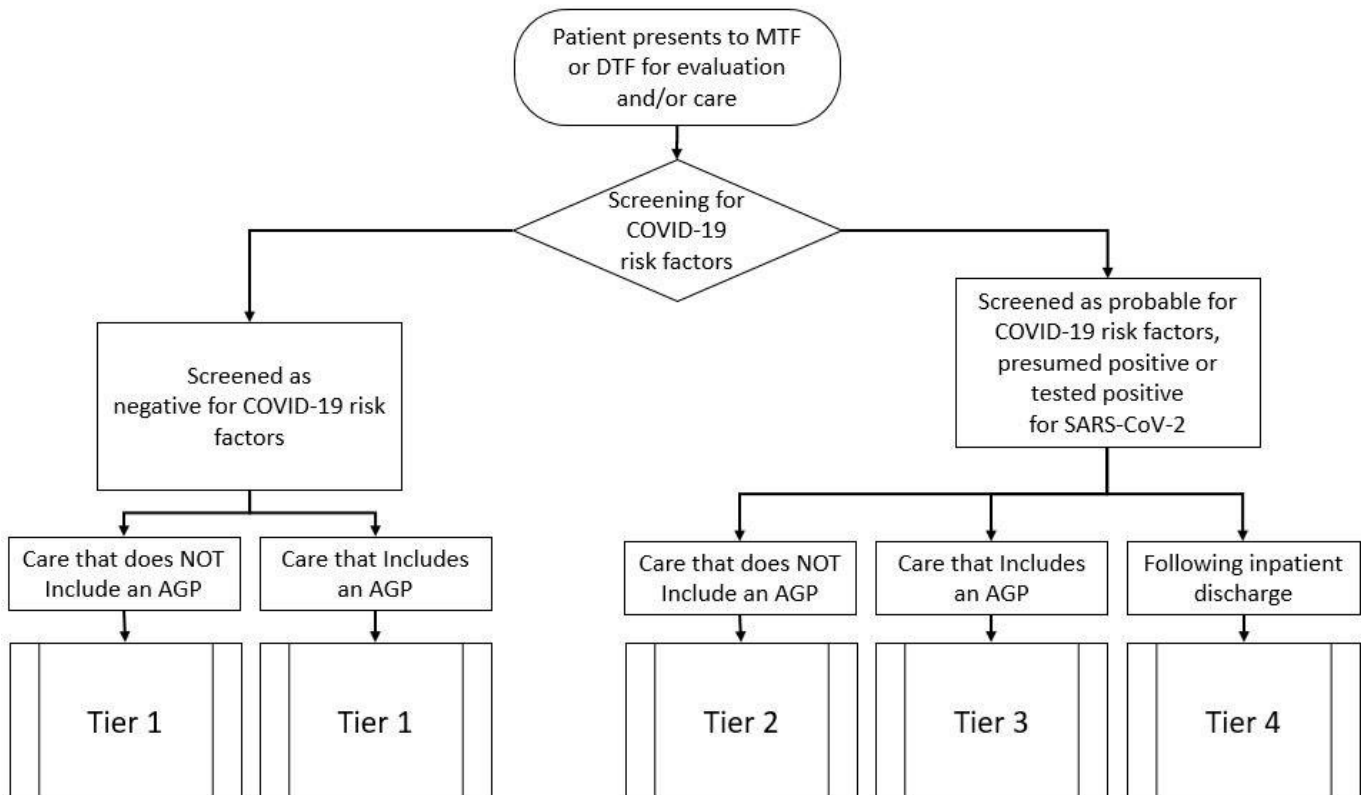 Patient presents to MTF
or DTF for evaluation
and/or care
Screening for
COVID-19
risk factors
Screened as
negative for COVID-19 risk
factors
Screened as probable for
COVID-19 risk factors,
presumed positive or
tested positive
for SARS-CoV-2
Care that does NOT
Include an AGP
Care that Includes
an AGP
Care that does NOT
Include an AGP
Care that Includes
an AGP
Following inpatient
discharge
Tier 1
Tier 1
Tier 2
Tier 3
Tier 4